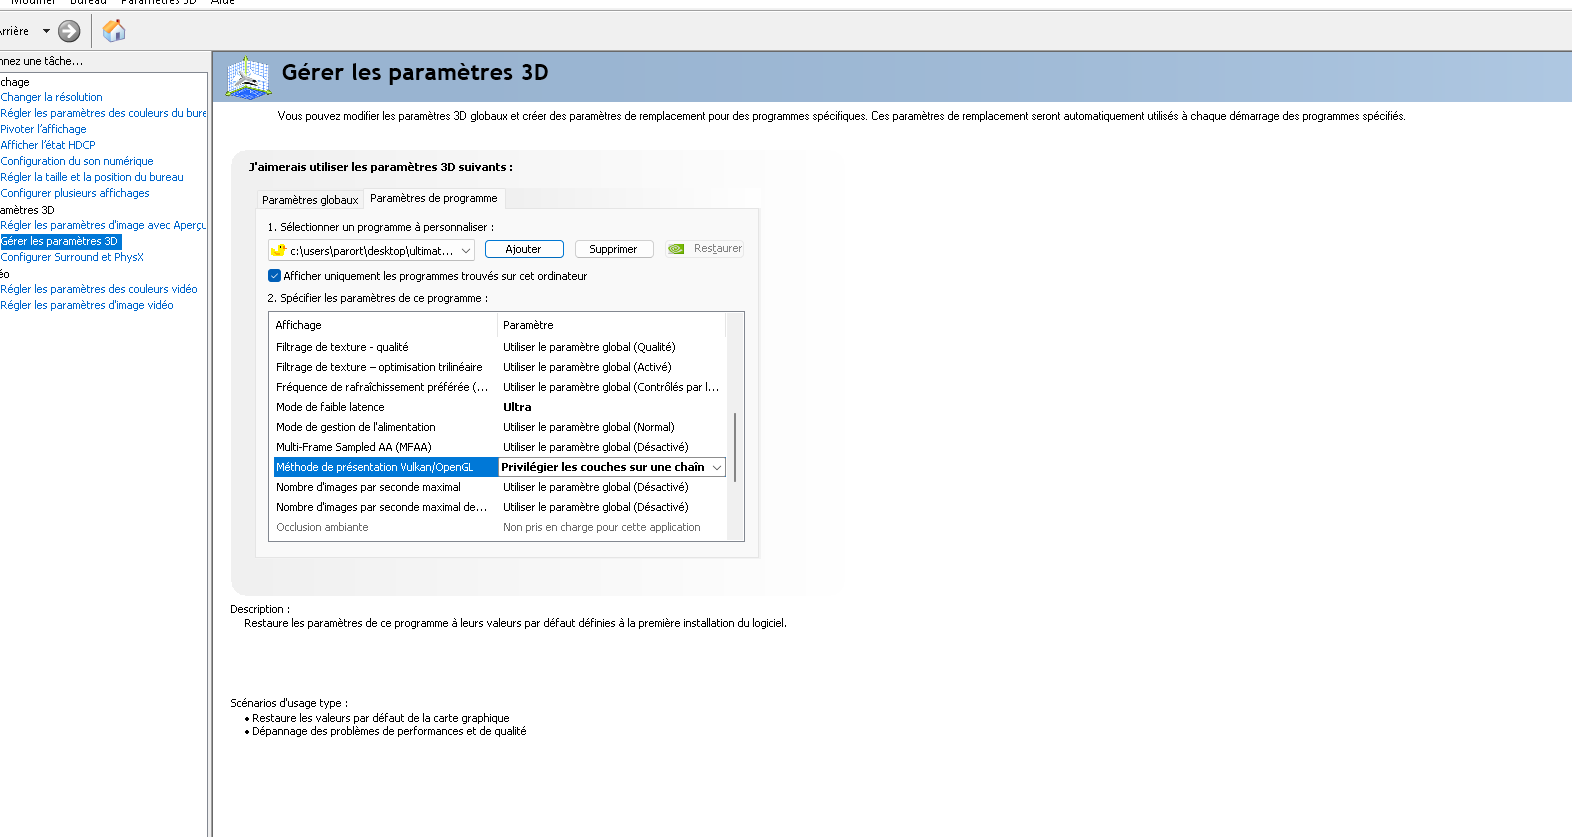 Modifier Bureau Paramètres 3D Aide
rrière
nnez une tâche...
chage
Changer la résolution
Régler les paramètres des couleurs du bure
Pivoter l'affichage
Afficher l'état HDCP
Configuration du son numérique
Régler la taille et la position du bureau
Configurer plusieurs affichages
amètres 3D
Régler les paramètres d'image avec Aperçu
Gérer les paramètres 3D
Configurer Surround et PhysX
éo
Régler les paramètres des couleurs vidéo
Régler les paramètres d'image vidéo
Gérer les paramètres 3D
Vous pouvez modifier les paramètres 3D globaux et créer des paramètres de remplacement pour des programmes spécifiques. Ces paramètres de remplacement seront automatiquement utilisés à chaque démarrage des programmes spécifiés.
J'aimerais utiliser les paramètres 3D suivants :
Paramètres globaux Paramètres de programme
1. Sélectionner un programme à personnaliser :
c:\users\parort\desktop\ultimat... Ajouter Supprimer Restaurer
Afficher uniquement les programmes trouvés sur cet ordinateur
2. Spécifier les paramètres de ce programme :
Affichage Paramètre
Filtrage de texture - qualité Utiliser le paramètre global (Qualité)
Filtrage de texture – optimisation trilinéaire Utiliser le paramètre global (Activé)
Fréquence de rafraîchissement préférée (... Utiliser le paramètre global (Contrôlés par l...
Mode de faible latence Ultra
Mode de gestion de l'alimentation Utiliser le paramètre global (Normal)
Multi-Frame Sampled AA (MFAA) Utiliser le paramètre global (Désactivé)
Méthode de présentation Vulkan/OpenGL Privilégier les couches sur une chaîn
Nombre d'images par seconde maximal Utiliser le paramètre global (Désactivé)
Nombre d'images par seconde maximal de... Utiliser le paramètre global (Désactivé)
Occlusion ambiante Non pris en charge pour cette application
Description :
Restaure les paramètres de ce programme à leurs valeurs par défaut définies à la première installation du logiciel.
Scénarios d'usage type :
• Restaure les valeurs par défaut de la carte graphique
• Dépannage des problèmes de performances et de qualité